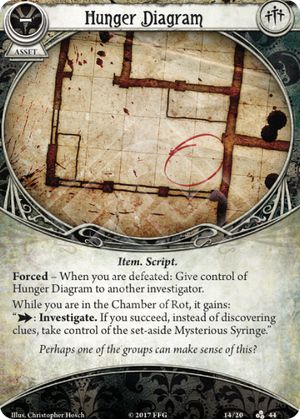 Hunger Diagram
ASSET
Item. Script.
Forced – When you are defeated: Give control of
Hunger Diagram to another investigator.
While you are in the Chamber of Rot, it gains:
“➧: Investigate. If you succeed, instead of discovering
clues, take control of the set-aside Mysterious Syringe.”
Perhaps one of the groups can make sense of this?
Illus. Christopher Hosch
© 2017 FFG
14/20
44